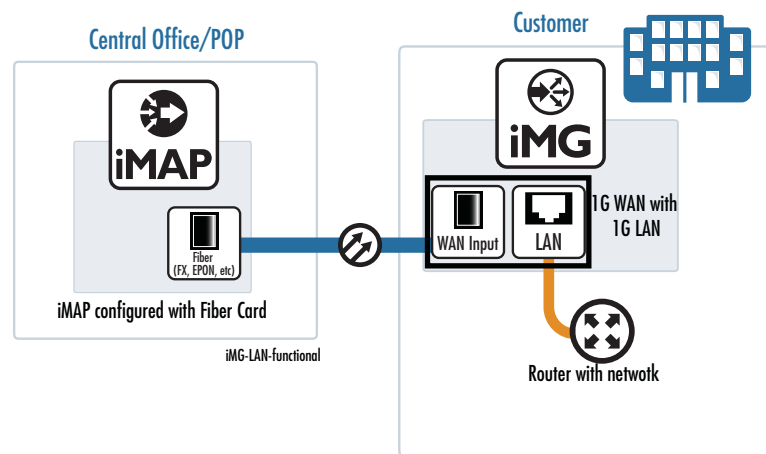 Central Office/POP
iMAP
Fiber
(FX, EPON, etc)
iMAP configured with Fiber Card
iMG-LAN-functional
Customer
iMG
WAN Input
LAN
1G WAN with
1G LAN
Router with netwotk